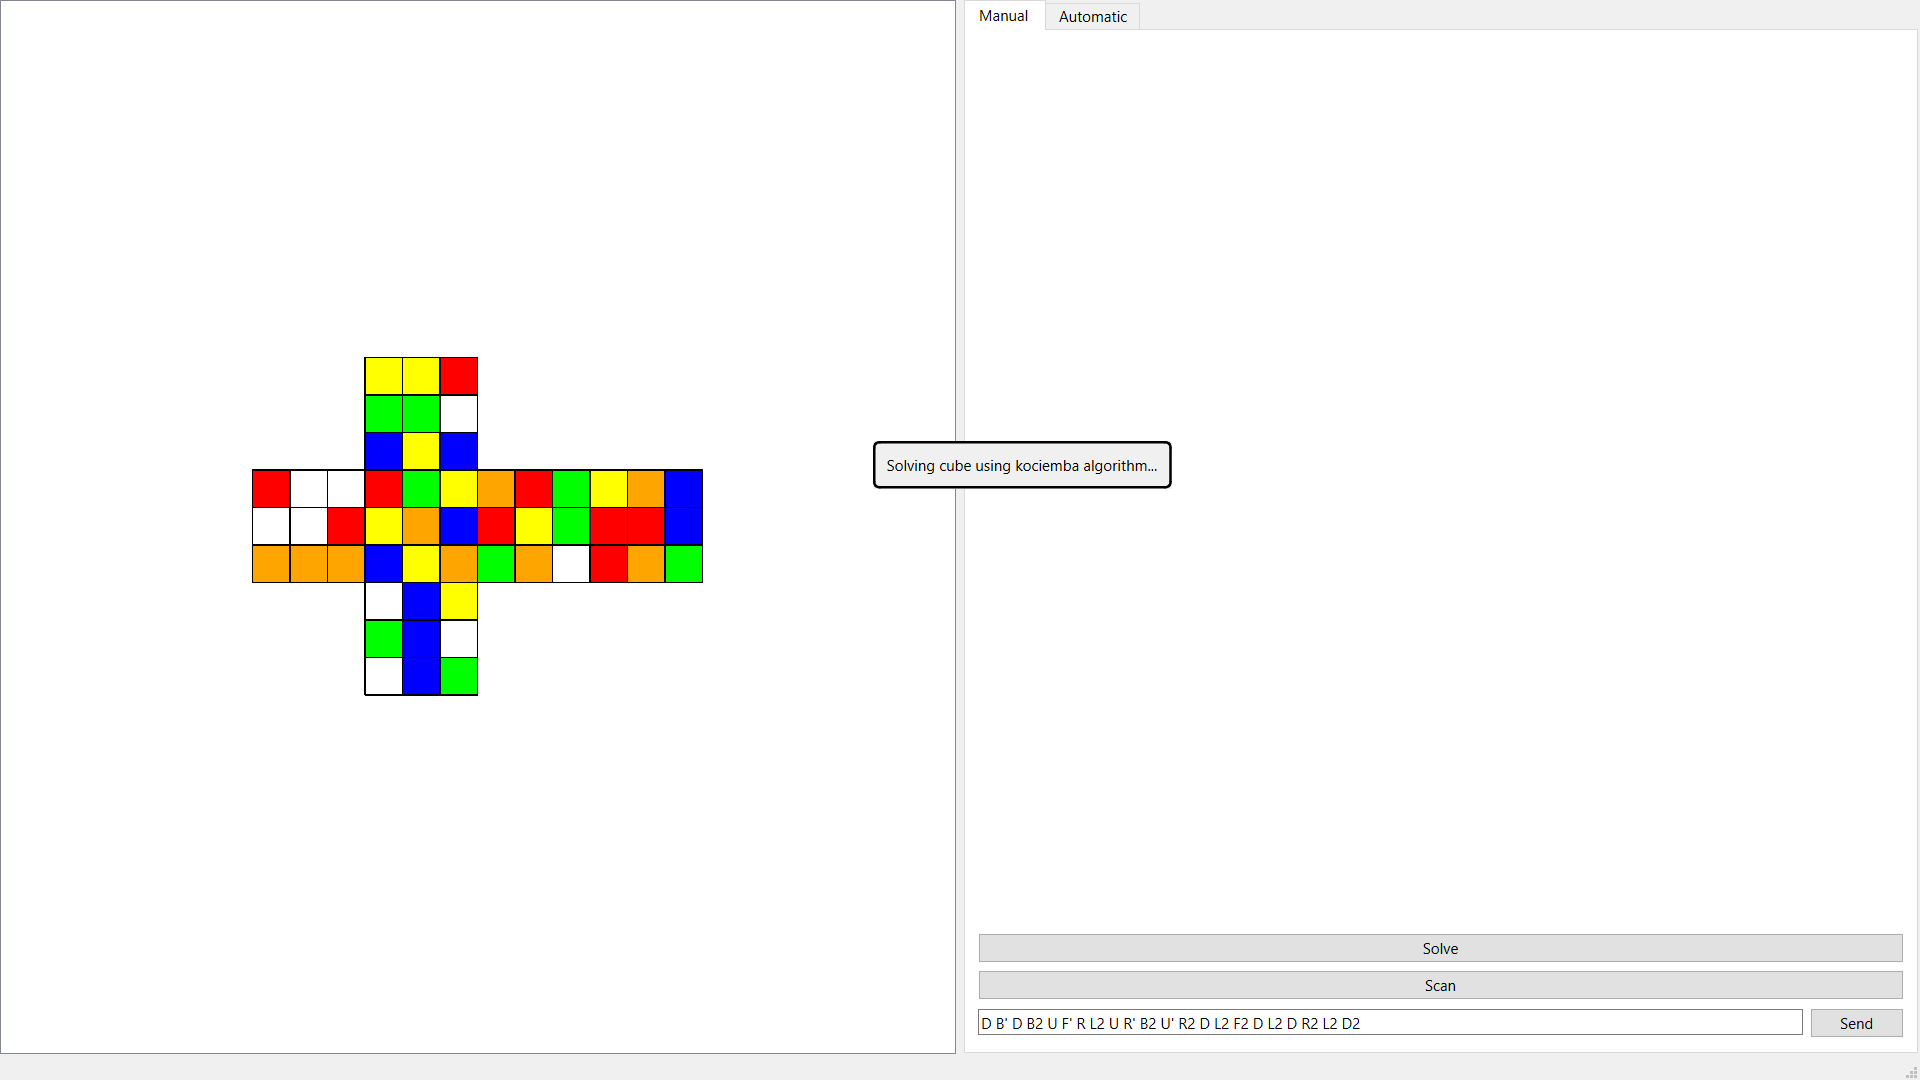 Manual
Automatic
Solving cube using kociemba algorithm...
Solve
Scan
D B' D B2 U F' R L2 U R' B2 U' R2 D L2 F2 D L2 D R2 L2 D2
Send